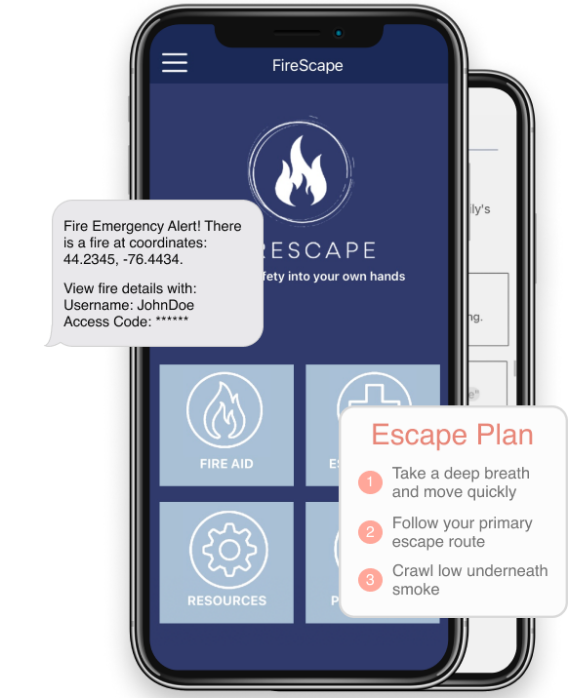 FireScape
ily's
Fire Emergency Alert! There
is a fire at coordinates:
44.2345, -76.4434.
View fire details with:
Username: JohnDoe
Access Code: ******
RESCAPE
fety into your own hands
ng.
FIRE AID
E
Escape Plan
1 Take a deep breath
and move quickly
2 Follow your primary
escape route
3 Crawl low underneath
smoke
RESOURCES
P